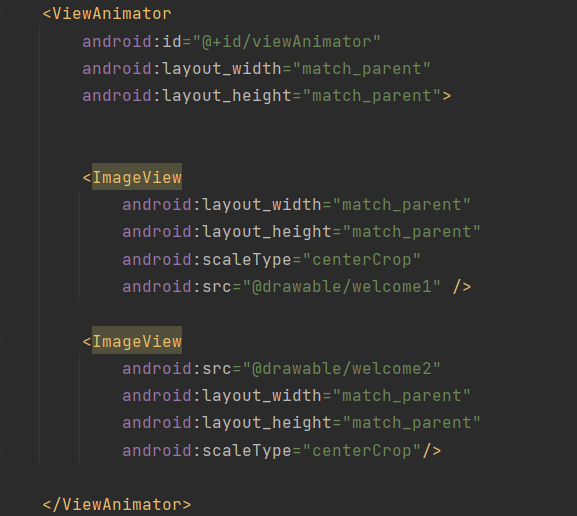 <ViewAnimator
android:id="@+id/viewAnimator"
android:layout_width="match_parent"
android:layout_height="match_parent">
<ImageView
android:layout_width="match_parent"
android:layout_height="match_parent"
android:scaleType="centerCrop"
android:src="@drawable/welcome1" />
<ImageView
android:src="@drawable/welcome2"
android:layout_width="match_parent"
android:layout_height="match_parent"
android:scaleType="centerCrop"/>
</ViewAnimator>